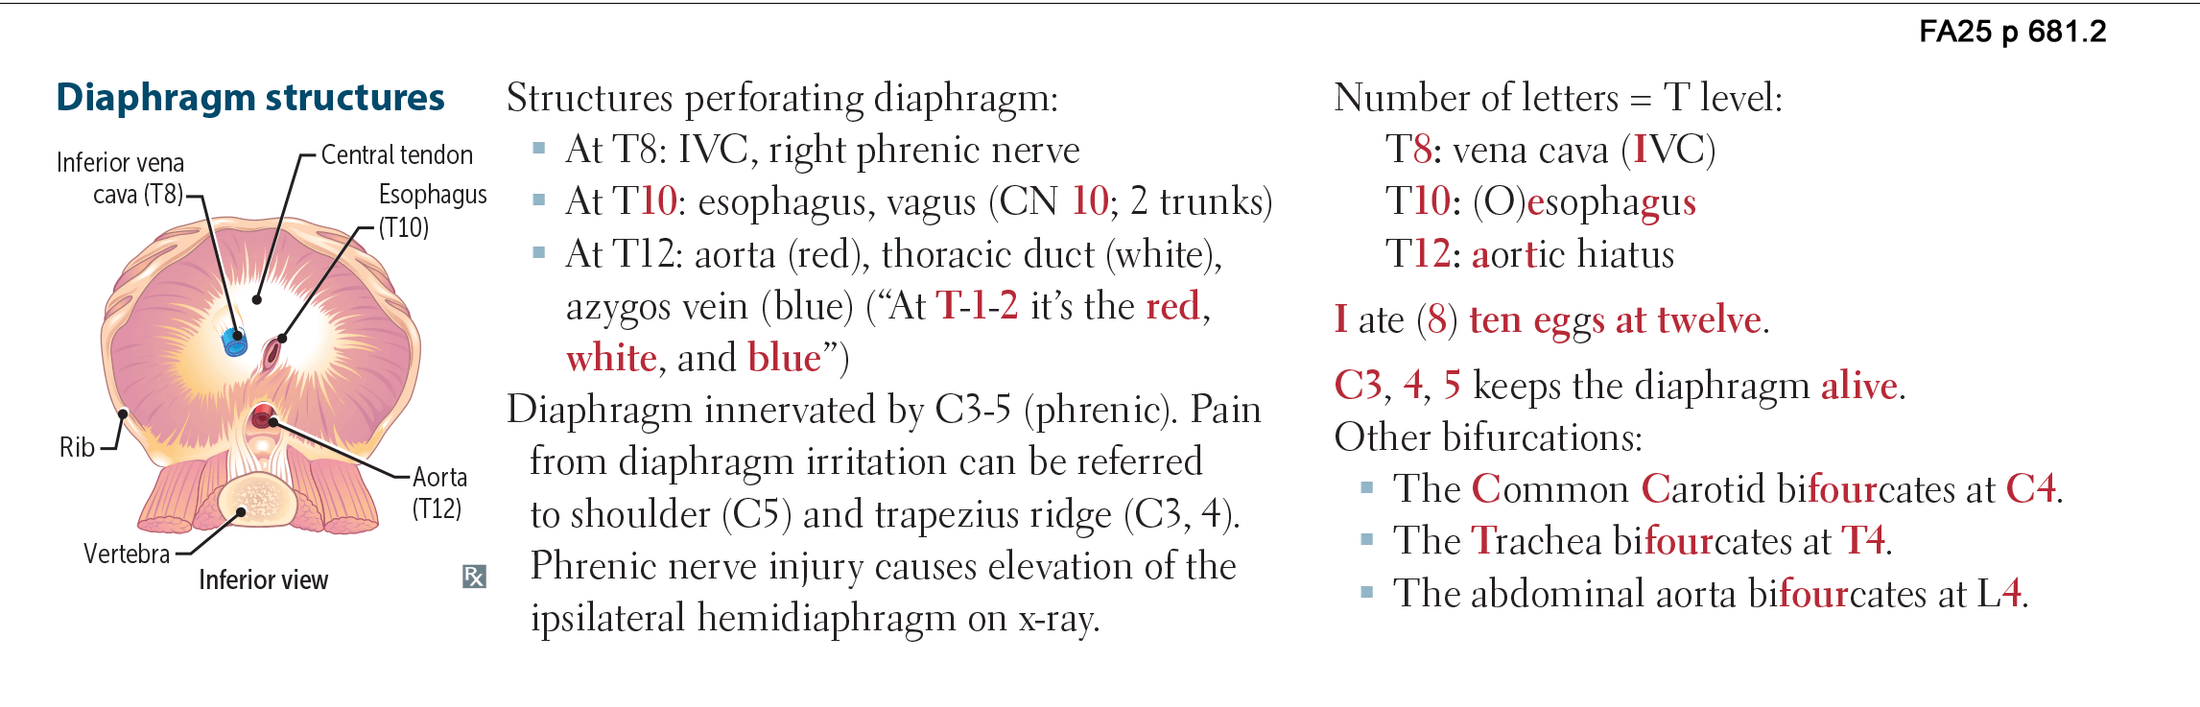 FA25 p 681.2
Diaphragm structures
Inferior vena
cava (T8)
Central tendon
Esophagus
(T10)
Rib
Aorta
(T12)
Vertebra
Inferior view
Rx
Structures perforating diaphragm:
▪ At T8: IVC, right phrenic nerve
▪ At T10: esophagus, vagus (CN 10; 2 trunks)
▪ At T12: aorta (red), thoracic duct (white),
azygos vein (blue) (“At T-1-2 it’s the red,
white, and blue”)
Diaphragm innervated by C3-5 (phrenic). Pain
from diaphragm irritation can be referred
to shoulder (C5) and trapezius ridge (C3, 4).
Phrenic nerve injury causes elevation of the
ipsilateral hemidiaphragm on x-ray.
Number of letters = T level:
T8: vena cava (IVC)
T10: (O)esophagus
T12: aortic hiatus
I ate (8) ten eggs at twelve.
C3, 4, 5 keeps the diaphragm alive.
Other bifurcations:
▪ The Common Carotid bifourcates at C4.
▪ The Trachea bifourcates at T4.
▪ The abdominal aorta bifourcates at L4.